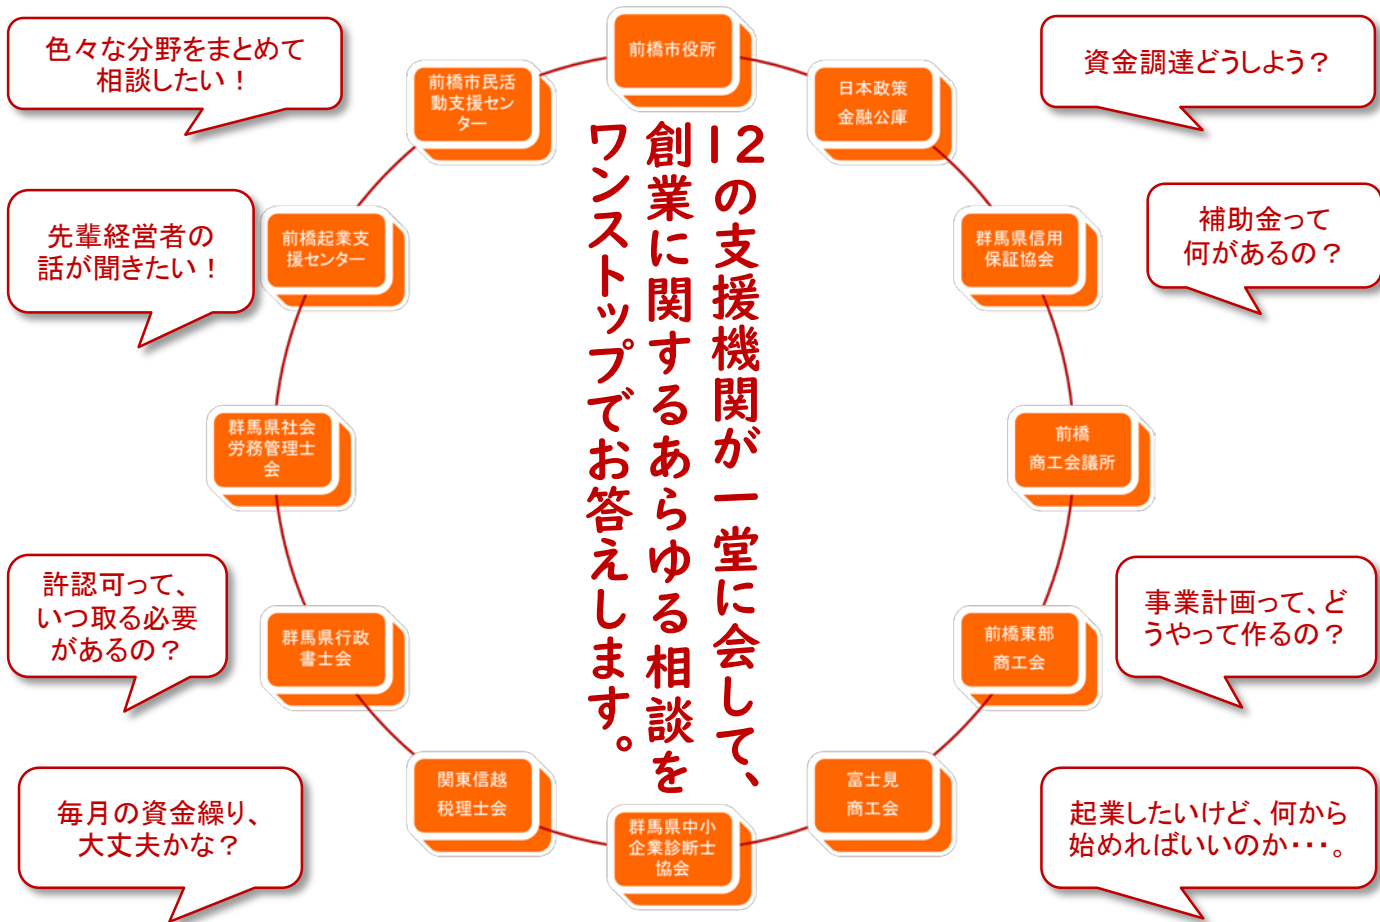 色々な分野をまとめて
相談したい！
先輩経営者の
話が聞きたい！
許認可って、
いつ取る必要
があるの？
毎月の資金繰り、
大丈夫かな？
資金調達どうしよう？
補助金って
何があるの？
事業計画って、ど
うやって作るの？
起業したいけど、何から
始めればいいのか･･･。
12の支援機関が一堂に会して、
創業に関するあらゆる相談を
ワンストップでお答えします。
前橋市役所
日本政策
金融公庫
群馬県信用
保証協会
前橋
商工会議所
前橋東部
商工会
富士見
商工会
群馬県中小
企業診断士
協会
関東信越
税理士会
群馬県行政
書士会
群馬県社会
労務管理士
会
前橋起業支
援センター
前橋市民活
動支援セン
ター